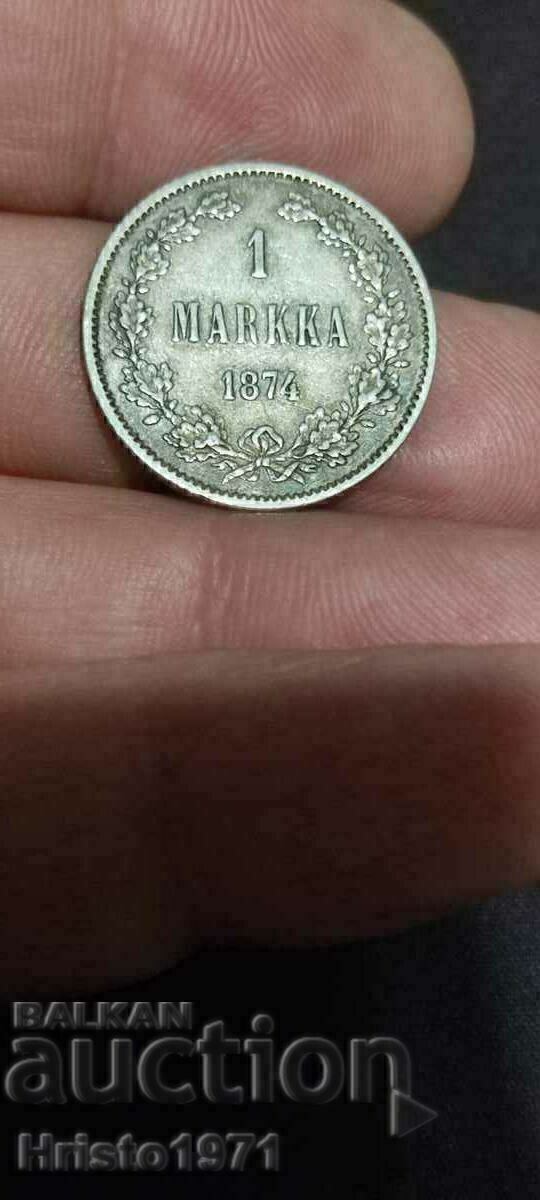 1
MARKKA
1874
BALKAN
auction
Hristo1971